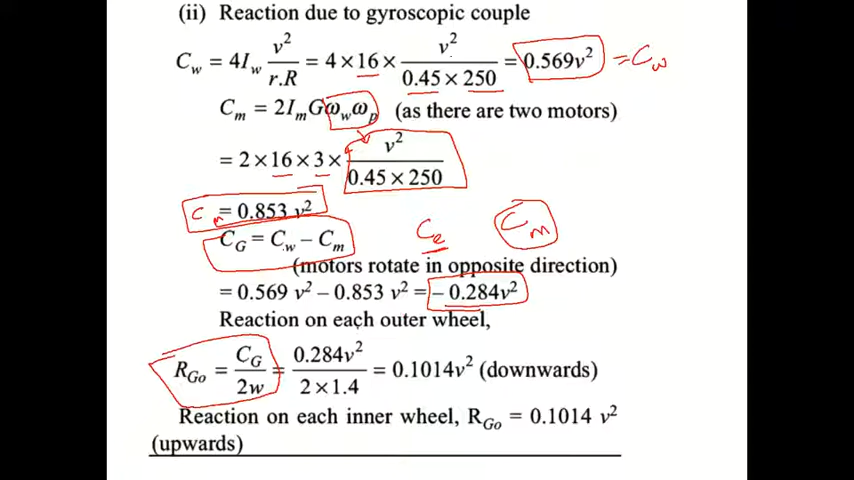 (ii) Reaction due to gyroscopic couple
C_w = 4I_w v²/r.R = 4 × 16 × v²/0.45 × 250 = 0.569v² = C_w
C_m = 2I_m Gω_wω_p (as there are two motors)
= 2 × 16 × 3 × v²/0.45 × 250
C_m = 0.853 v²
C_G = C_w − C_m C_e C_m
(motors rotate in opposite direction)
= 0.569 v² − 0.853 v² = − 0.284v²
Reaction on each outer wheel,
R_Go = C_G/2w = 0.284v²/2 × 1.4 = 0.1014v² (downwards)
Reaction on each inner wheel, R_Go = 0.1014 v²
(upwards)